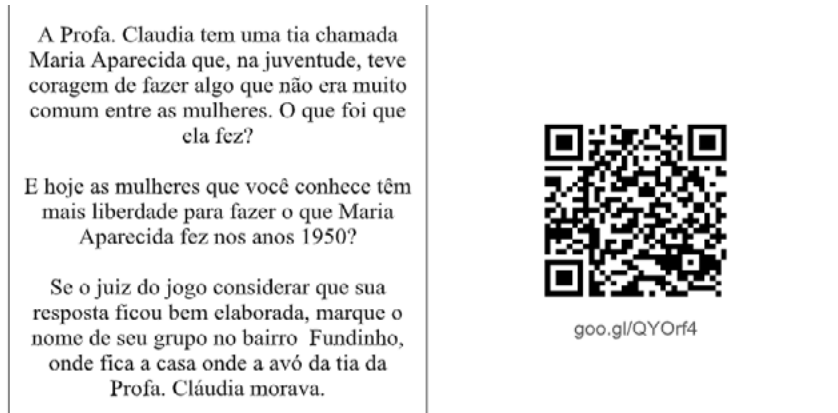 A Profa. Claudia tem uma tia chamada
Maria Aparecida que, na juventude, teve
coragem de fazer algo que não era muito
comum entre as mulheres. O que foi que
ela fez?
E hoje as mulheres que você conhece têm
mais liberdade para fazer o que Maria
Aparecida fez nos anos 1950?
Se o juiz do jogo considerar que sua
resposta ficou bem elaborada, marque o
nome de seu grupo no bairro Fundinho,
onde fica a casa onde a avó da tia da
Profa. Cláudia morava.
goo.gl/QYOrf4